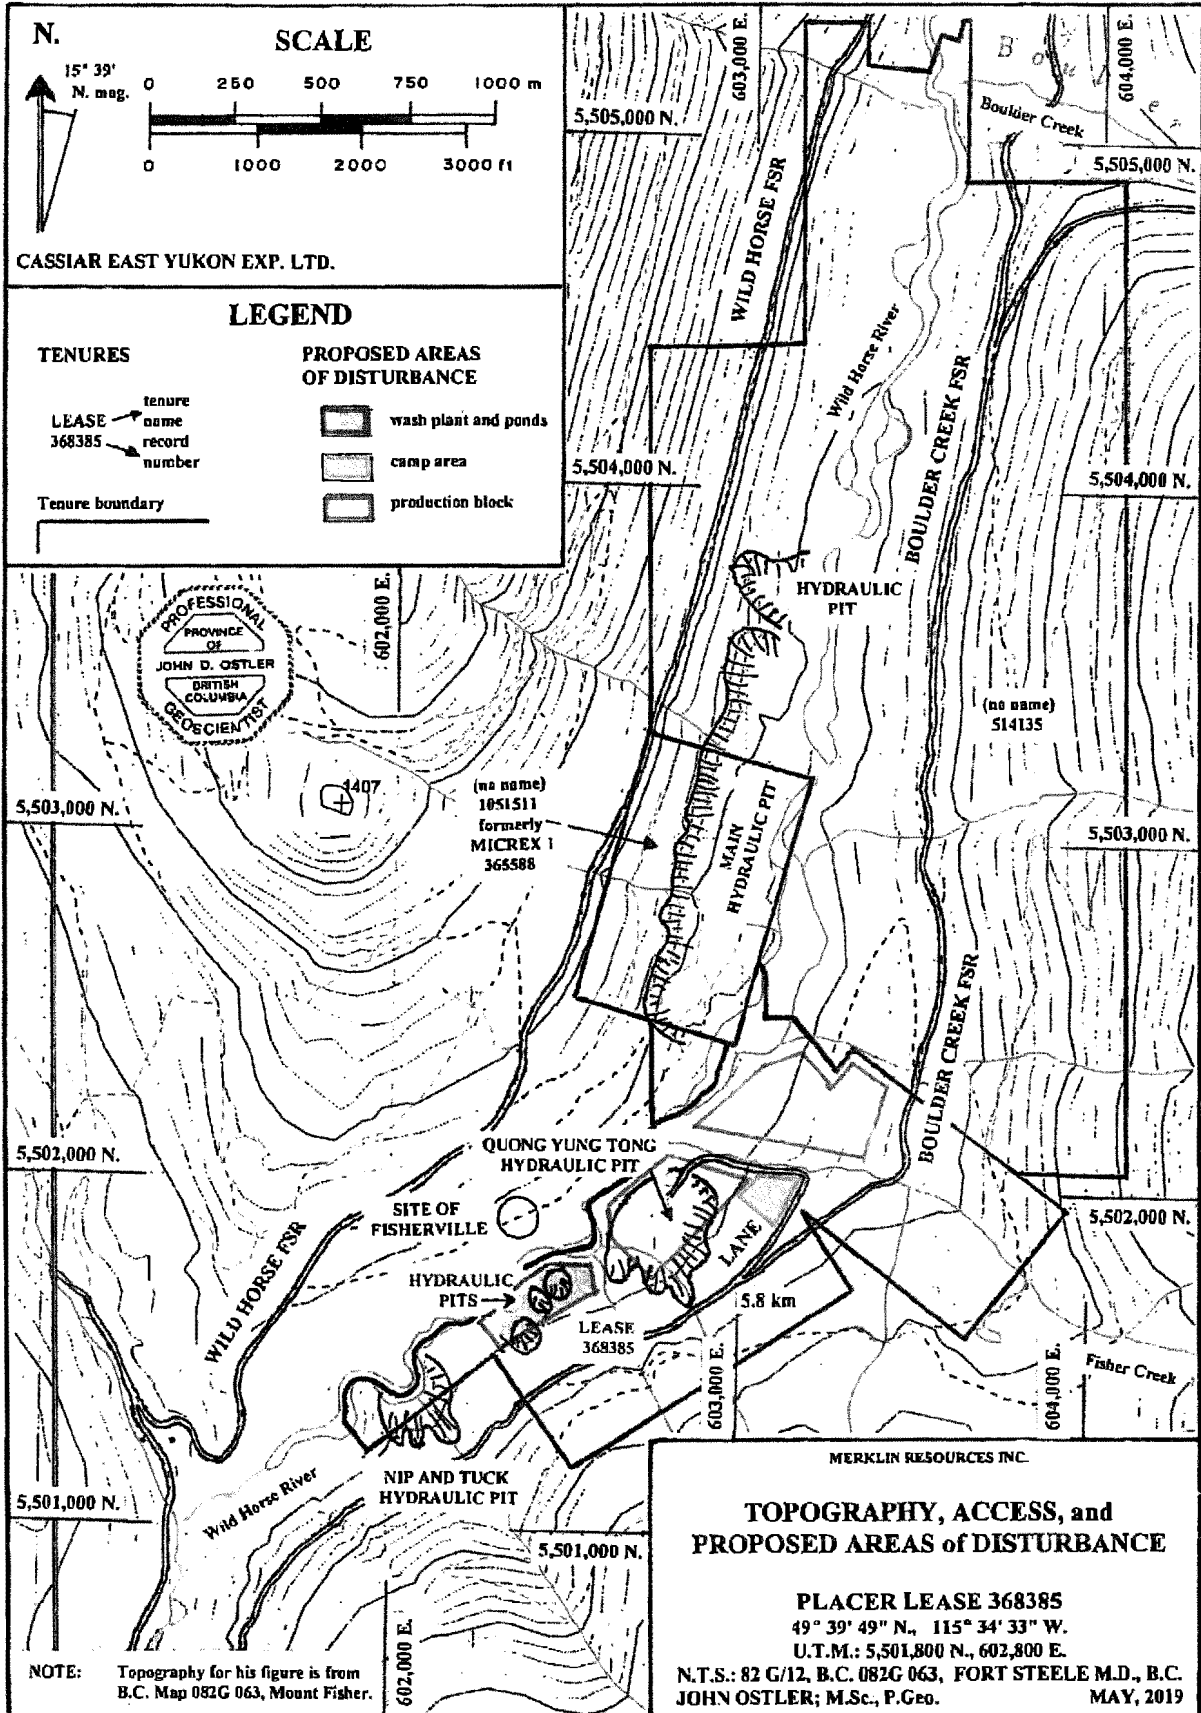 N.
SCALE
15° 39'
N. mag.
0 250 500 750 1000 m
0 1000 2000 3000 ft
CASSIAR EAST YUKON EXP. LTD.
LEGEND
TENURES
LEASE
368385
tenure
name
record
number
Tenure boundary
PROPOSED AREAS
OF DISTURBANCE
wash plant and ponds
camp area
production block
603,000 E.
604,000 E.
5,505,000 N.
Boulder Creek
5,505,000 N.
WILD HORSE FSR
Wild Horse River
BOULDER CREEK FSR
5,504,000 N.
5,504,000 N.
602,000 E.
HYDRAULIC
PIT
PROFESSIONAL
PROVINCE
OF
JOHN D. OSTLER
BRITISH
COLUMBIA
GEOSCIENTIST
(no name)
514135
1407
(no name)
1051511
formerly
MICREX 1
365588
MAIN
HYDRAULIC PIT
5,503,000 N.
5,503,000 N.
BOULDER CREEK FSR
QUONG YUNG TONG
HYDRAULIC PIT
5,502,000 N.
SITE OF
FISHERVILLE
LANE
5,502,000 N.
WILD HORSE FSR
HYDRAULIC
PITS
LEASE
368385
5.8 km
603,000 E.
604,000 E.
Fisher Creek
NIP AND TUCK
HYDRAULIC PIT
Wild Horse River
5,501,000 N.
5,501,000 N.
602,000 E.
NOTE: Topography for his figure is from
B.C. Map 082G 063, Mount Fisher.
MERKLIN RESOURCES INC.
TOPOGRAPHY, ACCESS, and
PROPOSED AREAS of DISTURBANCE
PLACER LEASE 368385
49° 39' 49" N., 115° 34' 33" W.
U.T.M.: 5,501,800 N., 602,800 E.
N.T.S.: 82 G/12, B.C. 082G 063, FORT STEELE M.D., B.C.
JOHN OSTLER; M.Sc., P.Geo. MAY, 2019